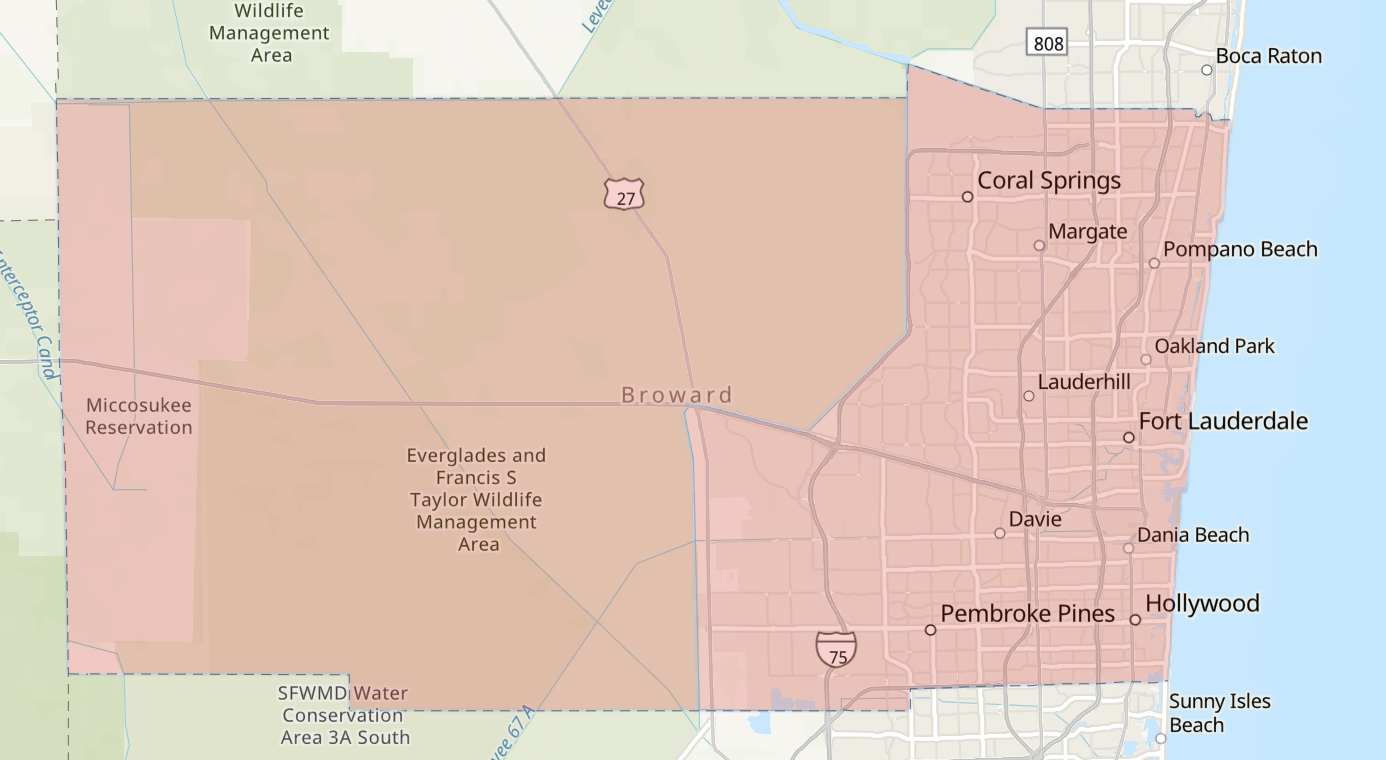 Wildlife
Management
Area
Levee
808
Boca Raton
27
Coral Springs
Margate
Pompano Beach
Interceptor Canal
Oakland Park
Lauderhill
Broward
Miccosukee
Reservation
Fort Lauderdale
Everglades and
Francis S
Taylor Wildlife
Management
Area
Davie
Dania Beach
Pembroke Pines
Hollywood
75
SFWMD Water
Conservation
Area 3A South
Sunny Isles
Beach
vee 67 A